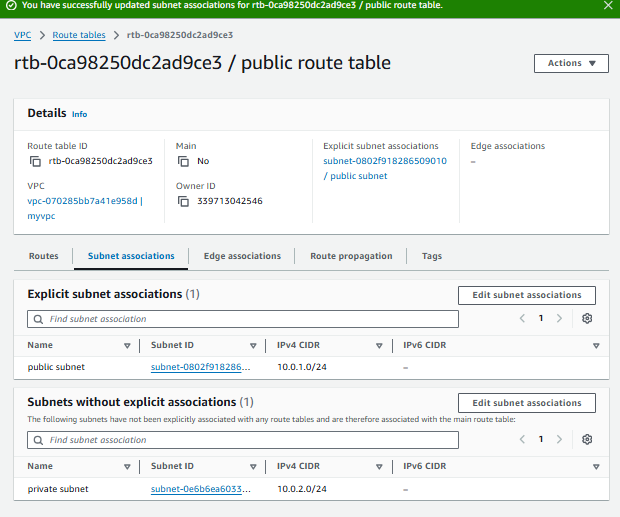 You have successfully updated subnet associations for rtb-0ca98250dc2ad9ce3 / public route table.
VPC > Route tables > rtb-0ca98250dc2ad9ce3
rtb-0ca98250dc2ad9ce3 / public route table
Actions
Details Info
Route table ID
rtb-0ca98250dc2ad9ce3
Main
No
Explicit subnet associations
subnet-0802f918286509010
/ public subnet
Edge associations
–
VPC
vpc-070285bb7a41e958d |
myvpc
Owner ID
339713042546
Routes
Subnet associations
Edge associations
Route propagation
Tags
Explicit subnet associations (1)
Edit subnet associations
Find subnet association
1
Name
Subnet ID
IPv4 CIDR
IPv6 CIDR
public subnet
subnet-0802f918286...
10.0.1.0/24
–
Subnets without explicit associations (1)
Edit subnet associations
The following subnets have not been explicitly associated with any route tables and are therefore associated with the main route table:
Find subnet association
1
Name
Subnet ID
IPv4 CIDR
IPv6 CIDR
private subnet
subnet-0e6b6ea6033...
10.0.2.0/24
–